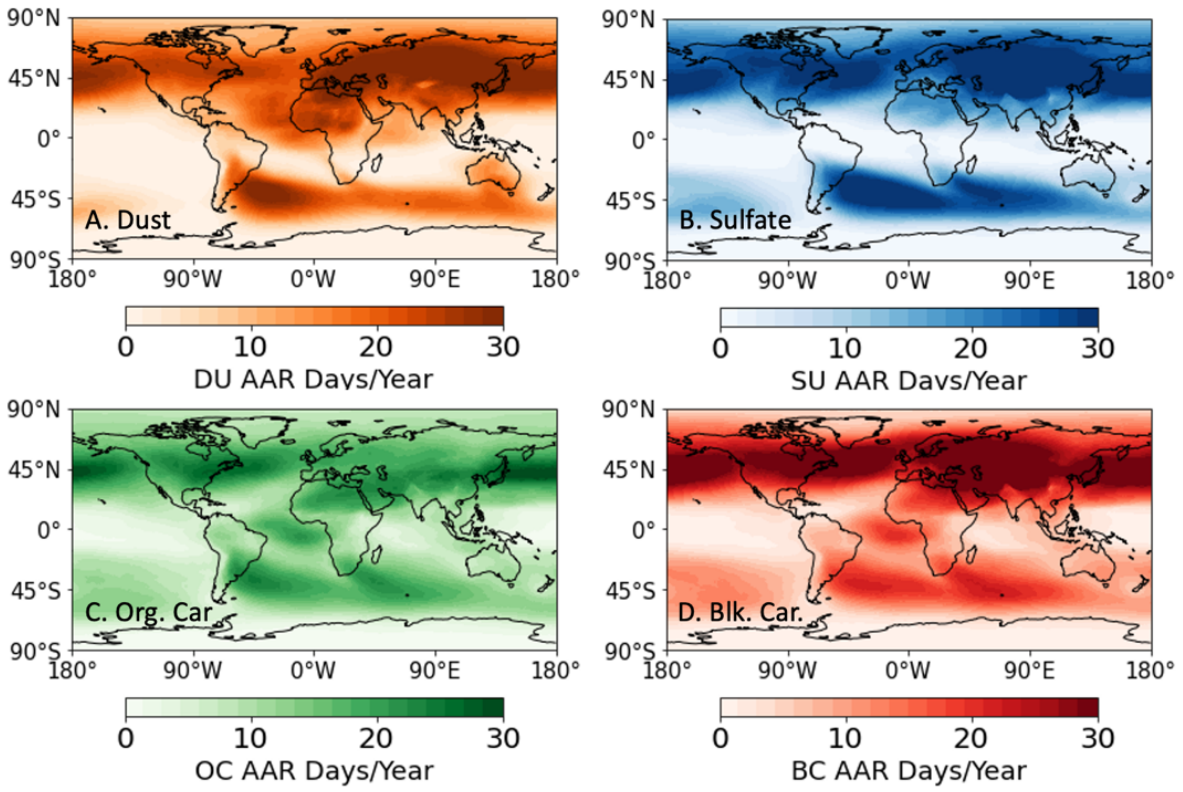 90°N
45°N
0°
45°S
90°S
180° 90°W 0°W 90°E 180°
A. Dust
0 10 20 30
DU AAR Days/Year
90°N
45°N
0°
45°S
90°S
180° 90°W 0°W 90°E 180°
B. Sulfate
0 10 20 30
SU AAR Days/Year
90°N
45°N
0°
45°S
90°S
180° 90°W 0°W 90°E 180°
C. Org. Car
0 10 20 30
OC AAR Days/Year
90°N
45°N
0°
45°S
90°S
180° 90°W 0°W 90°E 180°
D. Blk. Car.
0 10 20 30
BC AAR Days/Year